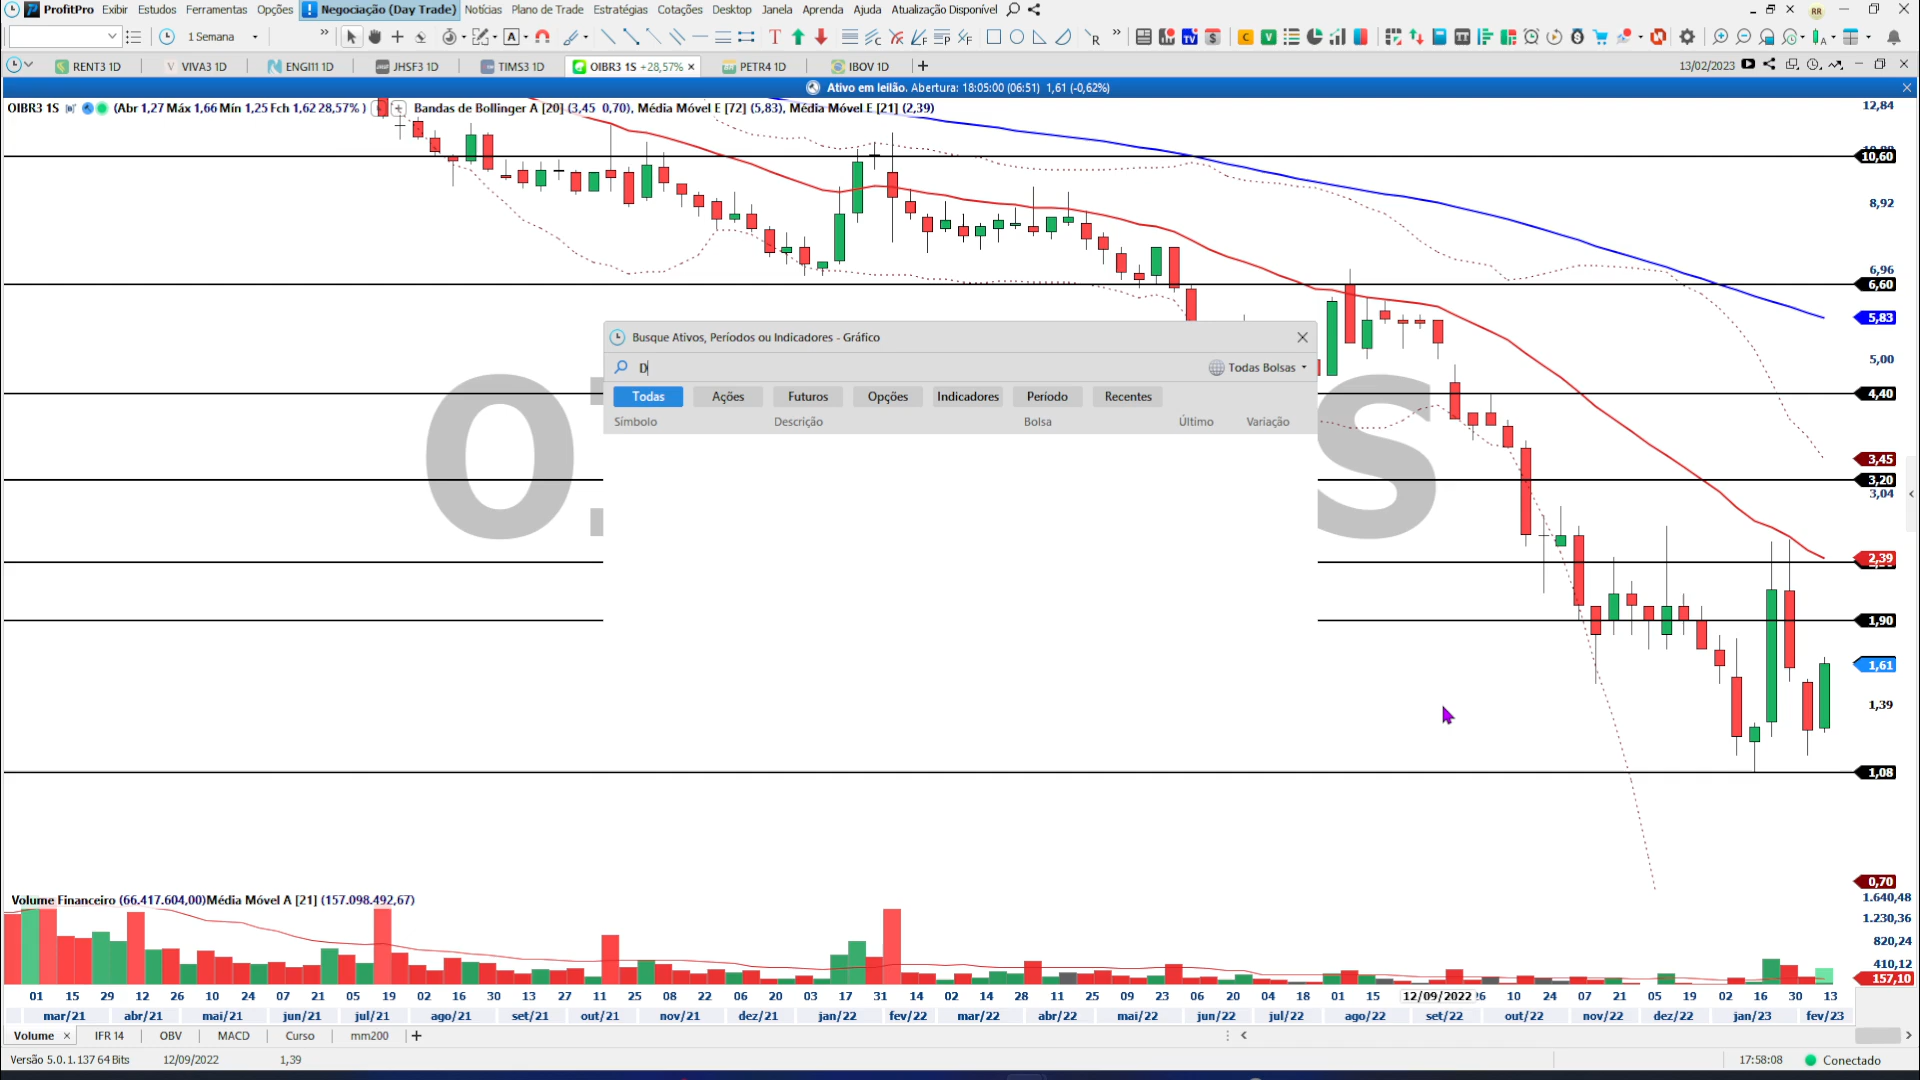 ProfitPro Exibir Estudos Ferramentas Opções ! Negociação (Day Trade) Notícias Plano de Trade Estratégias Cotações Desktop Janela Aprenda Ajuda Atualização Disponível RR
1 Semana
RENT3 1D VIVA3 1D ENGI11 1D JHSF3 1D TIMS3 1D OIBR3 1S +28,57% × PETR4 1D IBOV 1D + 13/02/2023
Ativo em leilão. Abertura: 18:05:00 (06:51) 1,61 (-0,62%)
OIBR3 1S (Abr 1,27 Máx 1,66 Mín 1,25 Fch 1,62 28,57% ) Bandas de Bollinger A [20] (3,45 0,70), Média Móvel E [72] (5,83), Média Móvel E [21] (2,39)
12,84
10,60
8,92
6,96
6,60
5,83
5,00
4,40
3,45
3,20
3,04
2,39
1,90
1,61
1,39
1,08
0,70
Busque Ativos, Períodos ou Indicadores - Gráfico
D
Todas Bolsas
Todas Ações Futuros Opções Indicadores Período Recentes
Símbolo Descrição Bolsa Último Variação
Volume Financeiro (66.417.604,00)Média Móvel A [21] (157.098.492,67)
1.640,48
1.230,36
820,24
410,12
157,10
01 15 29 12 26 10 24 07 21 05 19 02 16 30 13 27 11 25 08 22 06 20 03 17 31 14 02 14 28 11 25 09 23 06 20 04 18 01 15 12/09/2022 26 10 24 07 21 05 19 02 16 30 13
mar/21 abr/21 mai/21 jun/21 jul/21 ago/21 set/21 out/21 nov/21 dez/21 jan/22 fev/22 mar/22 abr/22 mai/22 jun/22 jul/22 ago/22 set/22 out/22 nov/22 dez/22 jan/23 fev/23
Volume × IFR 14 OBV MACD Curso mm200 +
Versão 5.0.1.137 64 Bits 12/09/2022 1,39 17:58:08 Conectado